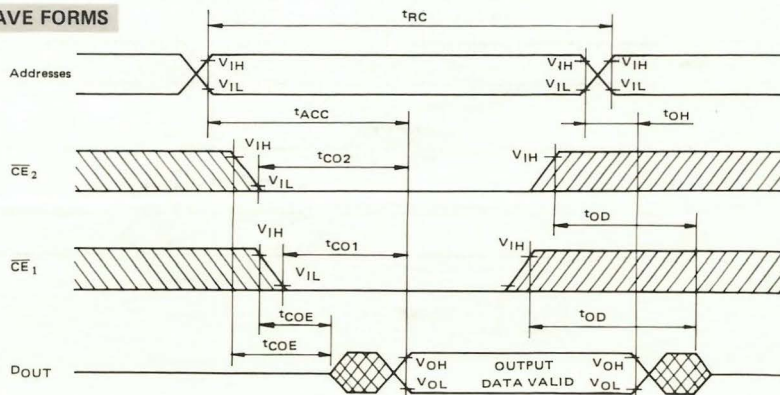 AVE FORMS
tRC
Addresses
VIH
VIL
VIH
VIL
VIH
VIL
tACC
tOH
CE2
VIH
VIL
tCO2
VIH
tOD
CE1
VIH
VIL
tCO1
VIH
tCOE
tOD
tCOE
DOUT
VOH
VOL
OUTPUT
DATA VALID
VOH
VOL